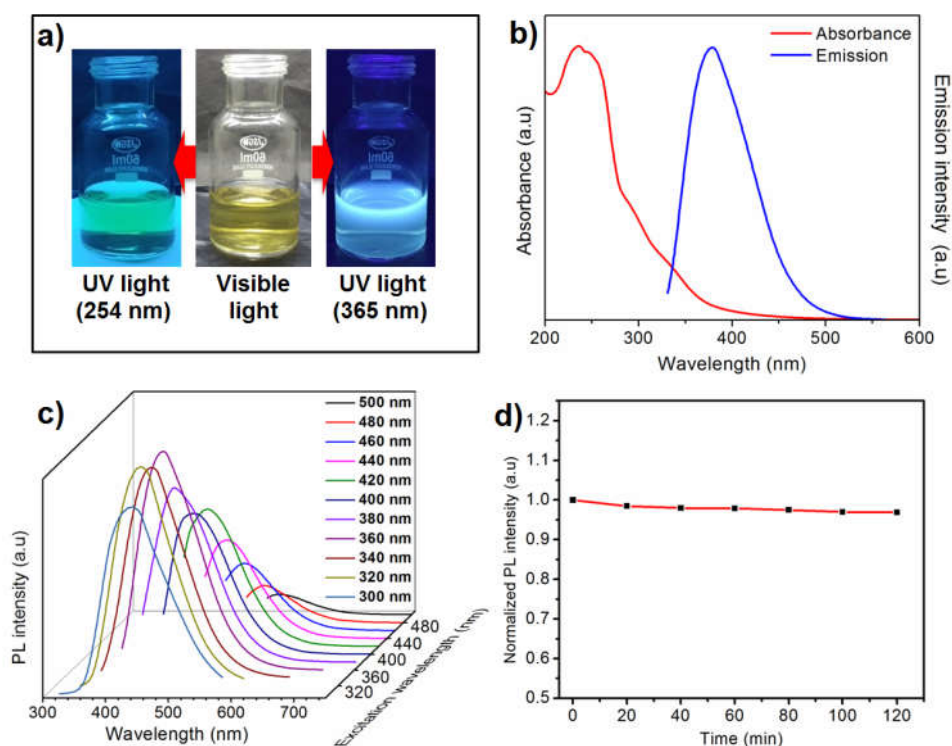 a)
UV light
(254 nm)
Visible
light
UV light
(365 nm)
60ml
b)
Absorbance
Emission
Absorbance (a.u)
Emission intensity (a.u)
200
300
400
500
600
Wavelength (nm)
c)
500 nm
480 nm
460 nm
440 nm
420 nm
400 nm
380 nm
360 nm
340 nm
320 nm
300 nm
PL intensity (a.u)
300
400
500
600
700
Wavelength (nm)
480
440
400
360
320
Excitation wavelength (nm)
d)
Normalized PL intensity (a.u)
1.2
1.1
1.0
0.9
0.8
0.7
0.6
0.5
0
20
40
60
80
100
120
Time (min)